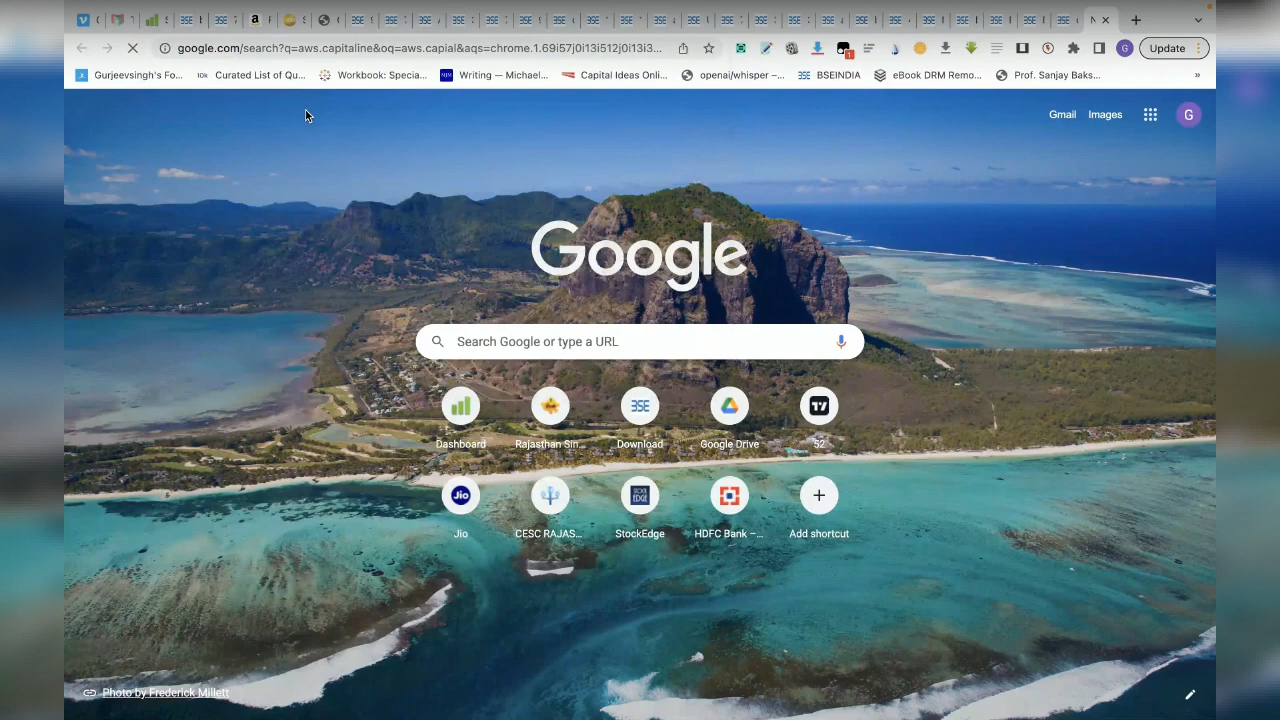 google.com/search?q=aws.capitaline&oq=aws.capial&aqs=chrome.1.69i57j0i13i512j0i13i3...
Update
Gurjeevsingh's Fo...
Curated List of Qu...
Workbook: Specia...
Writing — Michael...
Capital Ideas Onli...
openai/whisper –...
BSEINDIA
eBook DRM Remo...
Prof. Sanjay Baks...
»
Gmail
Images
G
Google
Search Google or type a URL
Dashboard
Rajasthan Sin...
Download
Google Drive
52
Jio
CESC RAJAS...
StockEdge
HDFC Bank –...
Add shortcut
Photo by Frederick Millett